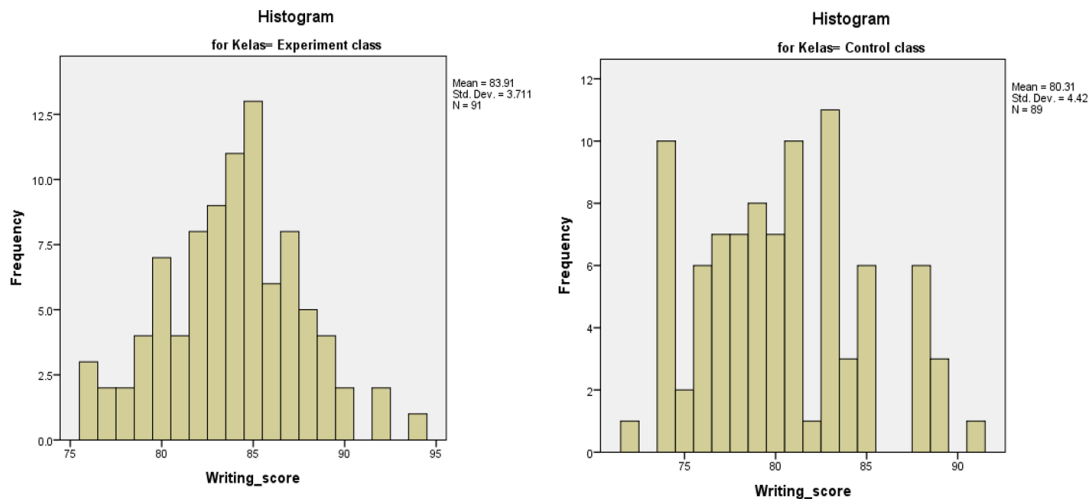 Histogram
for Kelas= Experiment class
Mean = 83.91
Std. Dev. = 3.711
N = 91
12.5
10.0
7.5
5.0
2.5
0.0
Frequency
75
80
85
90
95
Writing_score
Histogram
for Kelas= Control class
Mean = 80.31
Std. Dev. = 4.42
N = 89
12
10
8
6
4
2
0
Frequency
75
80
85
90
Writing_score